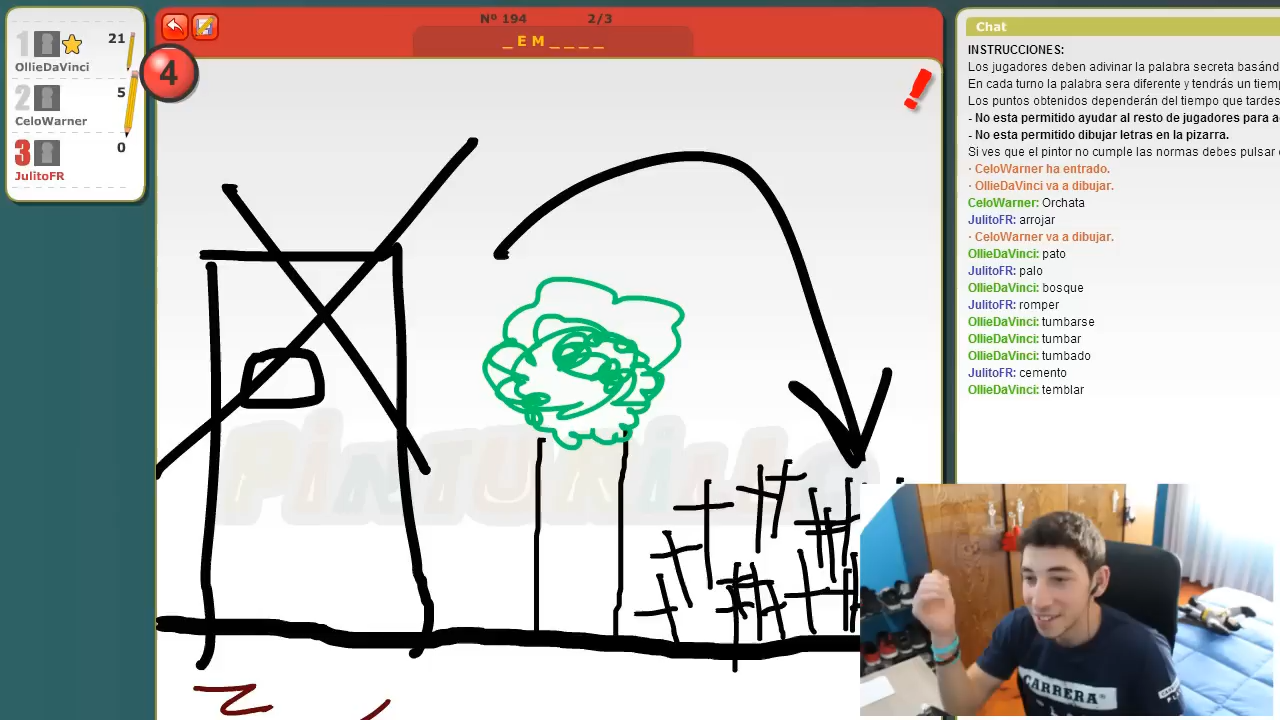 Nº 194 2/3
_ E M _ _ _ _
1 21
OllieDaVinci
2 5
CeloWarner
3 0
JulitoFR
4
PINTURILLO
Chat
INSTRUCCIONES:
Los jugadores deben adivinar la palabra secreta basánd
En cada turno la palabra sera diferente y tendrás un tiem
Los puntos obtenidos dependerán del tiempo que tardes
- No esta permitido ayudar al resto de jugadores para a
- No esta permitido dibujar letras en la pizarra.
Si ves que el pintor no cumple las normas debes pulsar
· CeloWarner ha entrado.
· OllieDaVinci va a dibujar.
CeloWarner: Orchata
JulitoFR: arrojar
· CeloWarner va a dibujar.
OllieDaVinci: pato
JulitoFR: palo
OllieDaVinci: bosque
JulitoFR: romper
OllieDaVinci: tumbarse
OllieDaVinci: tumbar
OllieDaVinci: tumbado
JulitoFR: cemento
OllieDaVinci: temblar
CARRERA